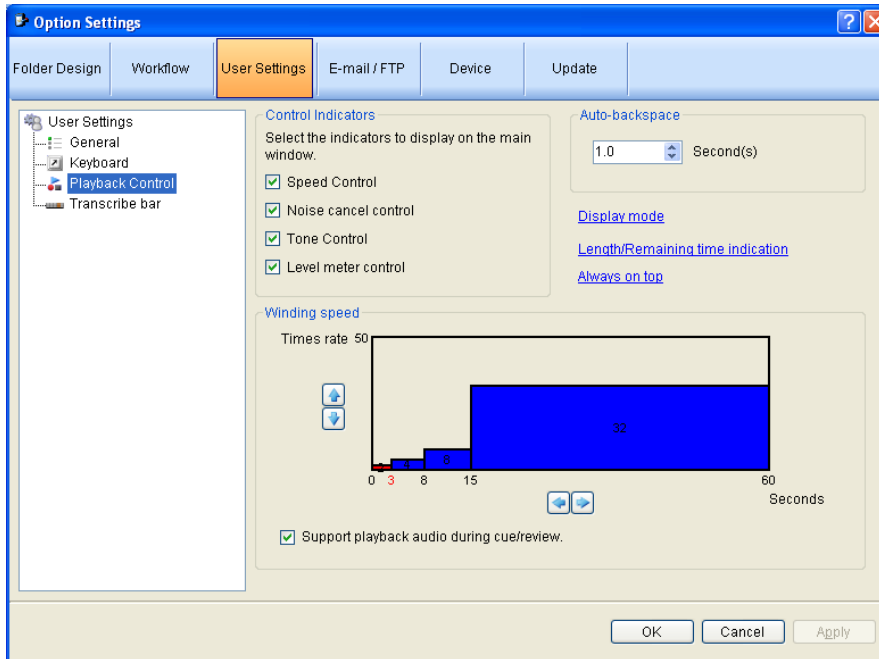 Option Settings
Folder Design
Workflow
User Settings
E-mail / FTP
Device
Update
User Settings
General
Keyboard
Playback Control
Transcribe bar
Control Indicators
Select the indicators to display on the main
window.
Speed Control
Noise cancel control
Tone Control
Level meter control
Auto-backspace
1.0 Second(s)
Display mode
Length/Remaining time indication
Always on top
Winding speed
Times rate 50
8
32
0 3 8 15 60
Seconds
Support playback audio during cue/review.
OK Cancel Apply